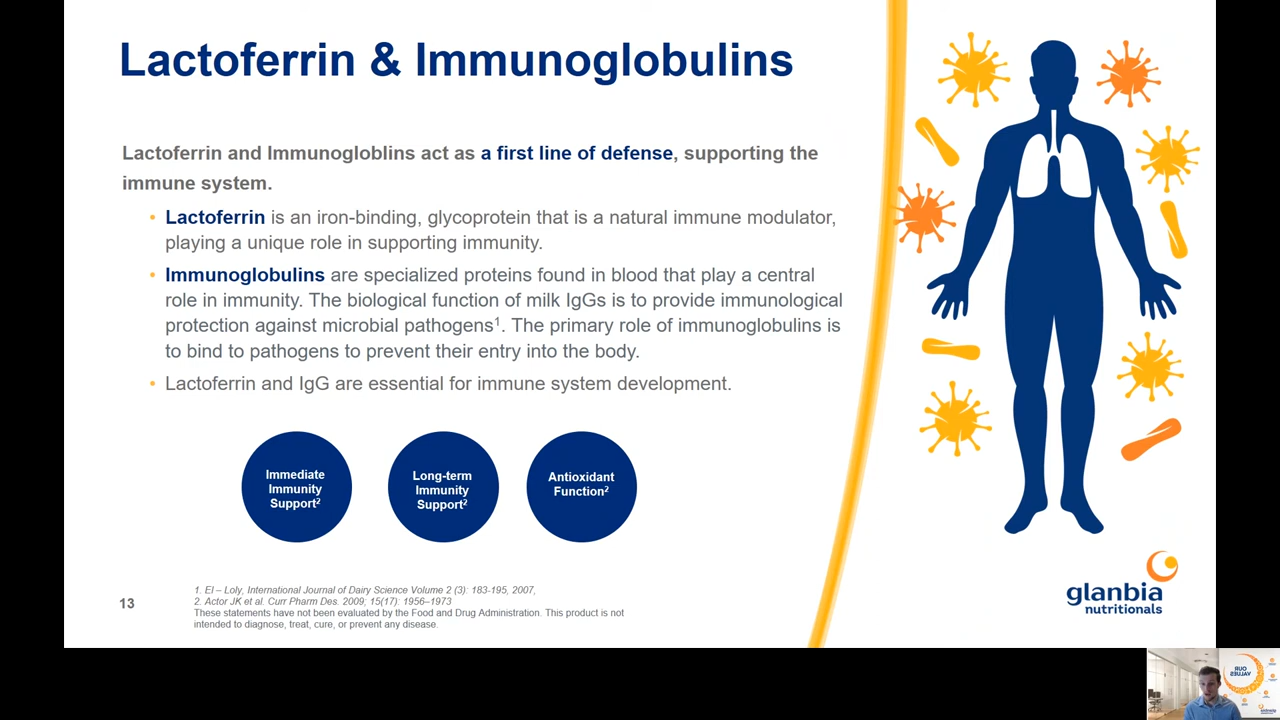 Lactoferrin & Immunoglobulins
Lactoferrin and Immunogloblins act as a first line of defense, supporting the
immune system.
• Lactoferrin is an iron-binding, glycoprotein that is a natural immune modulator,
playing a unique role in supporting immunity.
• Immunoglobulins are specialized proteins found in blood that play a central
role in immunity. The biological function of milk IgGs is to provide immunological
protection against microbial pathogens¹. The primary role of immunoglobulins is
to bind to pathogens to prevent their entry into the body.
• Lactoferrin and IgG are essential for immune system development.
Immediate
Immunity
Support²
Long-term
Immunity
Support²
Antioxidant
Function²
13
1. El – Loly, International Journal of Dairy Science Volume 2 (3): 183-195, 2007,
2. Actor JK et al. Curr Pharm Des. 2009; 15(17): 1956–1973
These statements have not been evaluated by the Food and Drug Administration. This product is not
intended to diagnose, treat, cure, or prevent any disease.
glanbia
nutritionals
OUR
VALUES